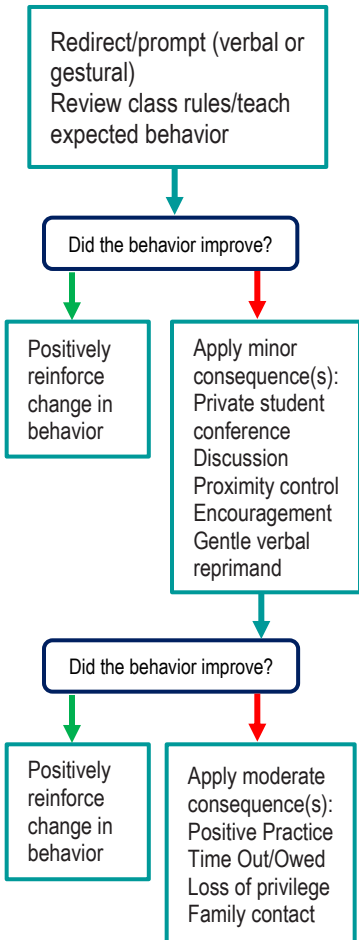 Redirect/prompt (verbal or
gestural)
Review class rules/teach
expected behavior
Did the behavior improve?
Positively
reinforce
change in
behavior
Apply minor
consequence(s):
Private student
conference
Discussion
Proximity control
Encouragement
Gentle verbal
reprimand
Did the behavior improve?
Positively
reinforce
change in
behavior
Apply moderate
consequence(s):
Positive Practice
Time Out/Owed
Loss of privilege
Family contact